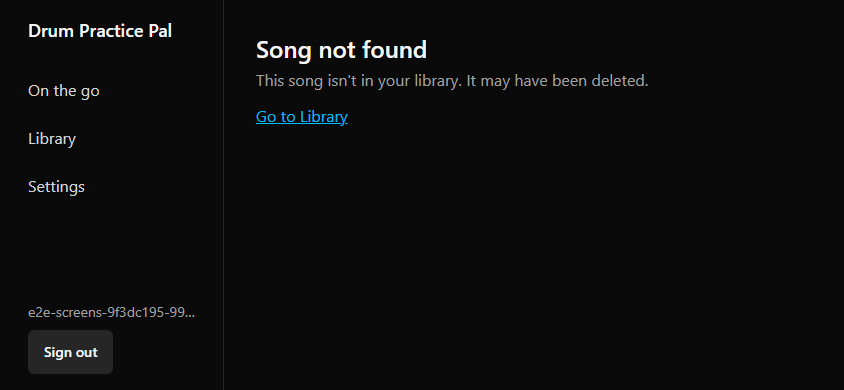 Drum Practice Pal
On the go
Library
Settings
e2e-screens-9f3dc195-99...
Sign out
Song not found
This song isn't in your library. It may have been deleted.
Go to Library